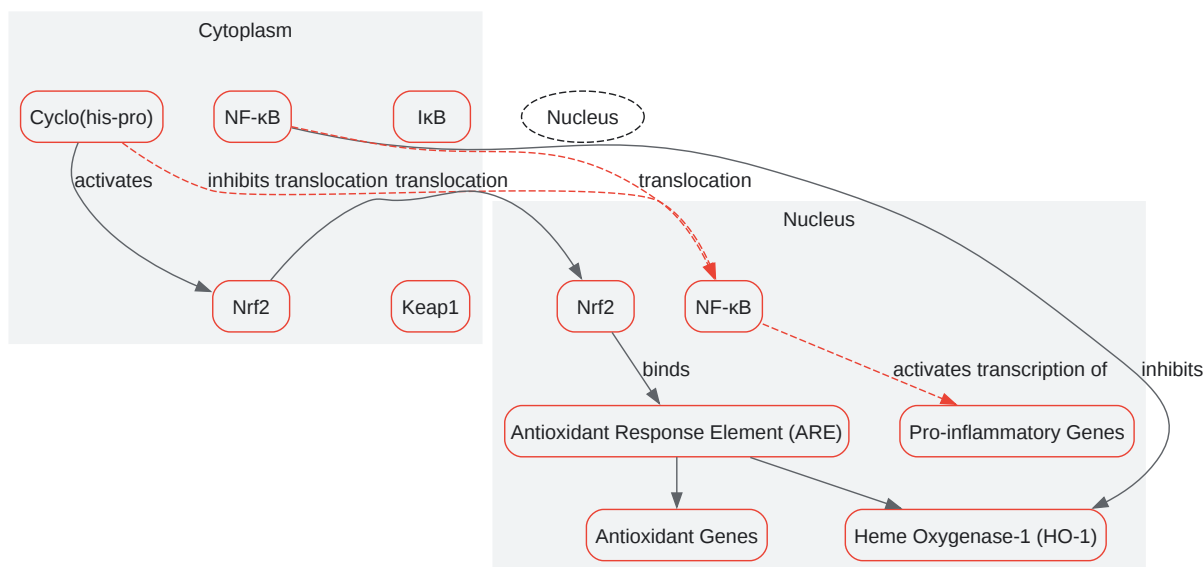 Cytoplasm
Cyclo(his-pro)
NF-κB
IκB
Nucleus
activates
inhibits translocation
translocation
translocation
Nucleus
Nrf2
Keap1
Nrf2
NF-κB
binds
activates transcription of
inhibits
Antioxidant Response Element (ARE)
Pro-inflammatory Genes
Antioxidant Genes
Heme Oxygenase-1 (HO-1)